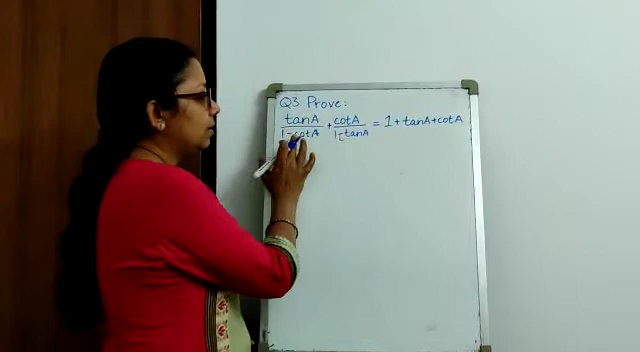 Q3 Prove:
tanA/1-cotA + cotA/1-tanA = 1 + tanA + cotA